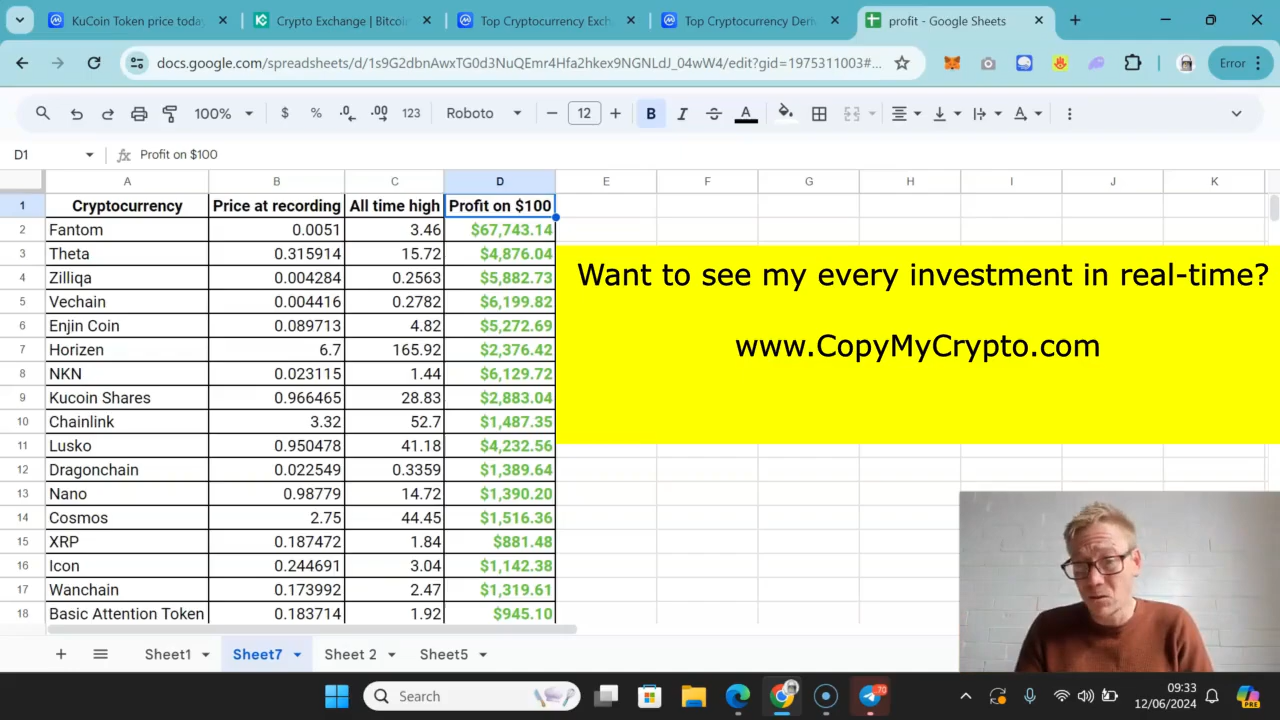 KuCoin Token price today
Crypto Exchange | Bitcoin
Top Cryptocurrency Exch
Top Cryptocurrency Deri
profit - Google Sheets
docs.google.com/spreadsheets/d/1s9G2dbnAwxTG0d3NuQEmr4Hfa2hkex9NGNLdJ_04wW4/edit?gid=1975311003#...
Error
100%
$ % .0 .00 123
Roboto
12
B I A
D1
fx Profit on $100
A B C D E F G H I J K
1 Cryptocurrency Price at recording All time high Profit on $100
2 Fantom 0.0051 3.46 $67,743.14
3 Theta 0.315914 15.72 $4,876.04
4 Zilliqa 0.004284 0.2563 $5,882.73
5 Vechain 0.004416 0.2782 $6,199.82
6 Enjin Coin 0.089713 4.82 $5,272.69
7 Horizen 6.7 165.92 $2,376.42
8 NKN 0.023115 1.44 $6,129.72
9 Kucoin Shares 0.966465 28.83 $2,883.04
10 Chainlink 3.32 52.7 $1,487.35
11 Lusko 0.950478 41.18 $4,232.56
12 Dragonchain 0.022549 0.3359 $1,389.64
13 Nano 0.98779 14.72 $1,390.20
14 Cosmos 2.75 44.45 $1,516.36
15 XRP 0.187472 1.84 $881.48
16 Icon 0.244691 3.04 $1,142.38
17 Wanchain 0.173992 2.47 $1,319.61
18 Basic Attention Token 0.183714 1.92 $945.10
Want to see my every investment in real-time?
www.CopyMyCrypto.com
Sheet1
Sheet7
Sheet 2
Sheet5
Search
70
09:33
12/06/2024
PRE